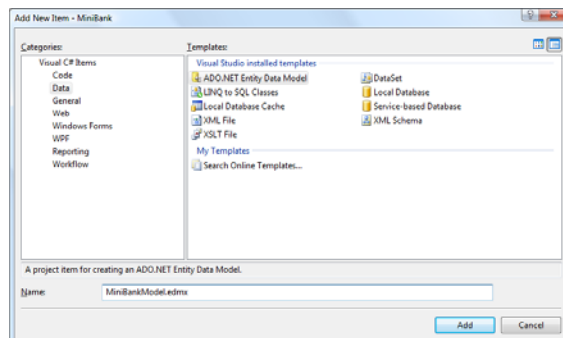 Add New Item - MiniBank
Categories:
Templates:
Visual C# Items
Code
Data
General
Web
Windows Forms
WPF
Reporting
Workflow
Visual Studio installed templates
ADO.NET Entity Data Model
DataSet
LINQ to SQL Classes
Local Database
Local Database Cache
Service-based Database
XML File
XML Schema
XSLT File
My Templates
Search Online Templates...
A project item for creating an ADO.NET Entity Data Model.
Name:
MiniBankModel.edmx
Add
Cancel